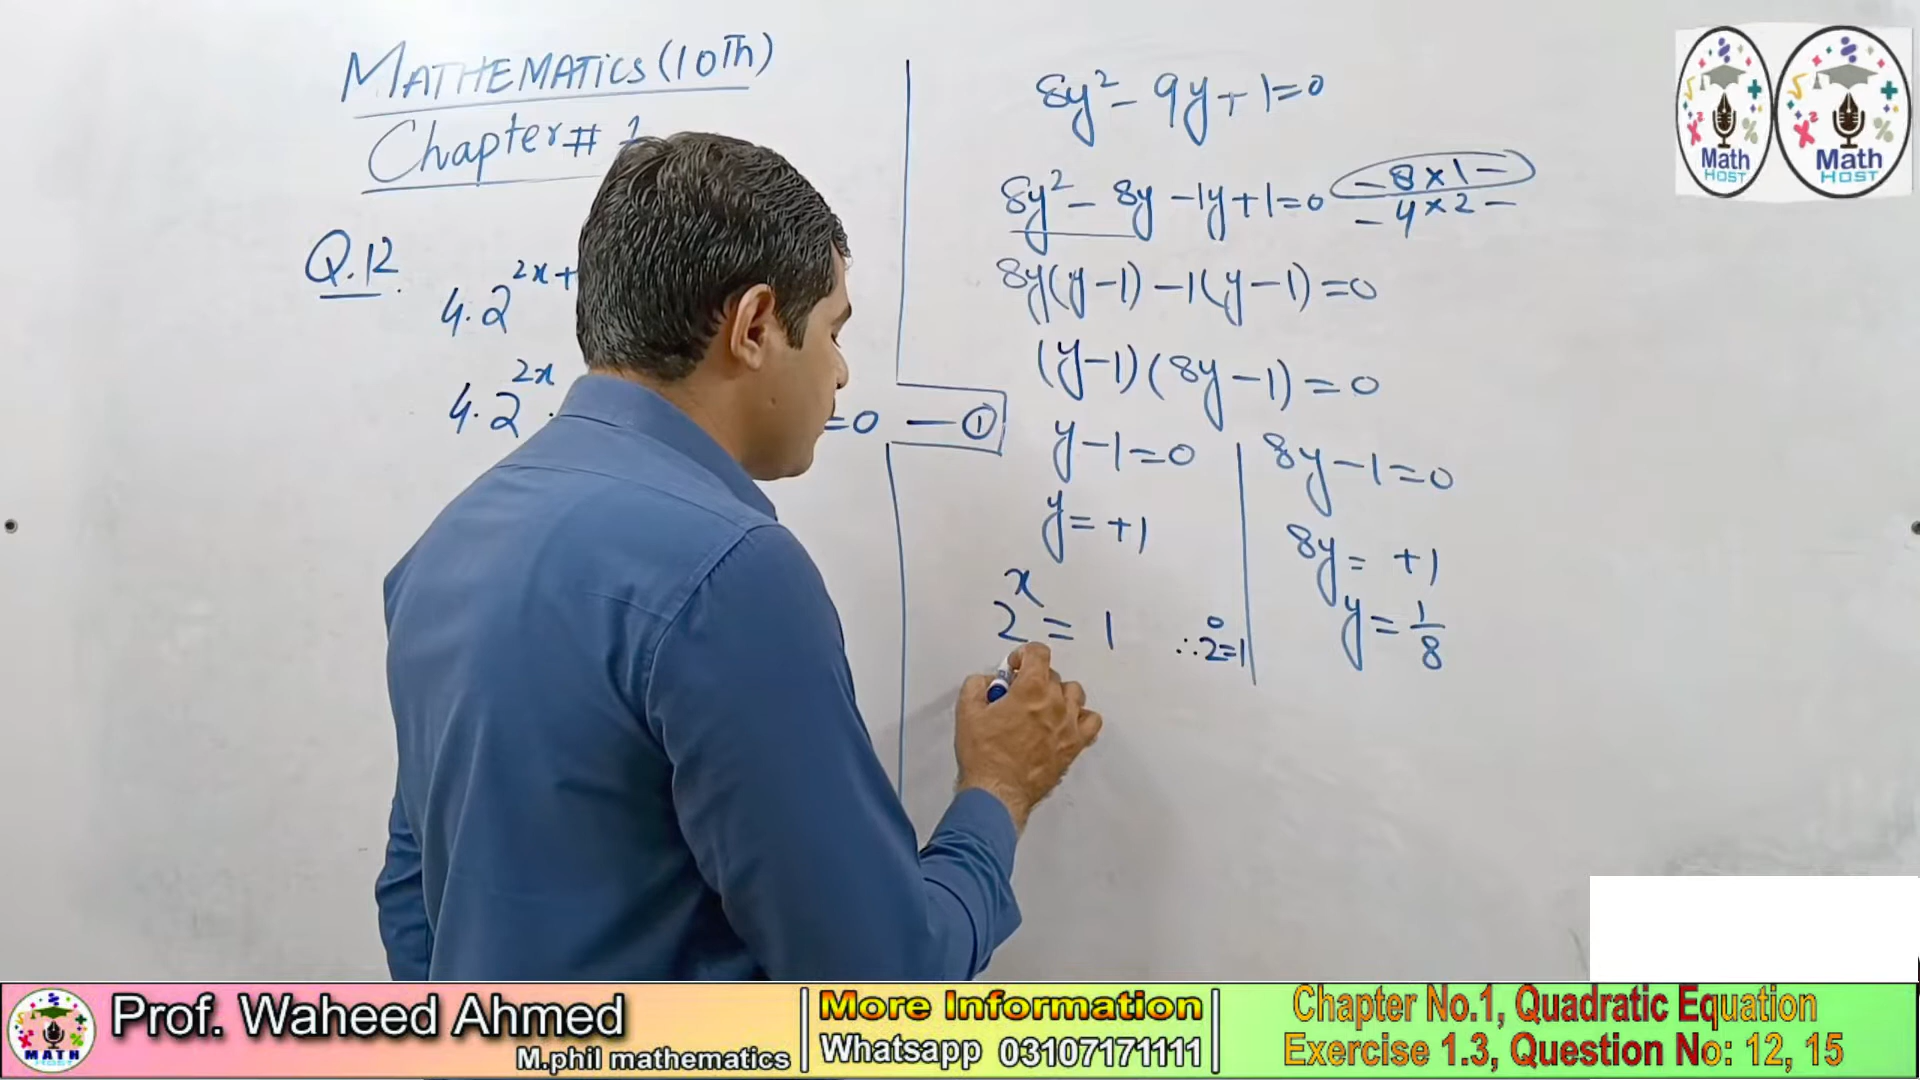 MATHEMATICS (10Th)
Chapter # 1
Q.12
4.2^{2x+
4.2^{2x} .
=0 — ①
8y² - 9y + 1 = 0
8y² - 8y - 1y + 1 = 0
- 8 × 1 -
- 4 × 2 -
8y(y-1) - 1(y-1) = 0
(y-1)(8y-1) = 0
y-1=0
y = +1
2^x = 1
∴ 2^0=1
8y-1=0
8y = +1
y = 1/8
Math
HOST
Math
HOST
MATH
Prof. Waheed Ahmed
M.phil mathematics
More Information
Whatsapp 03107171111
Chapter No.1, Quadratic Equation
Exercise 1.3, Question No: 12, 15